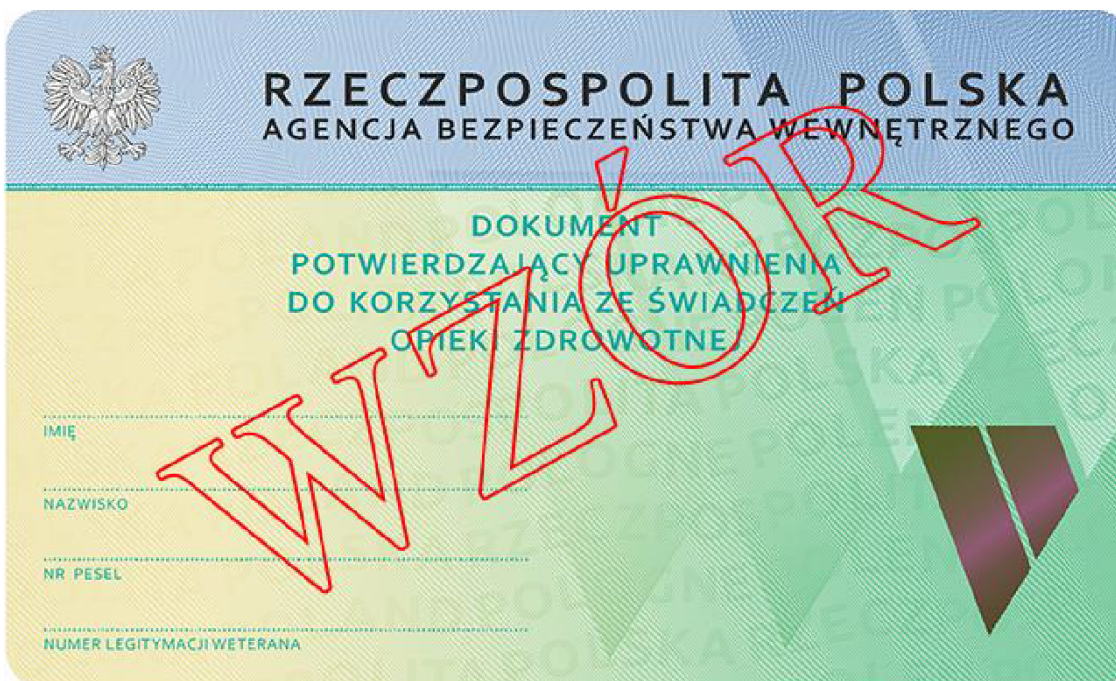 RZECZPOSPOLITA POLSKA
AGENCJA BEZPIECZEŃSTWA WEWNĘTRZNEGO
DOKUMENT
POTWIERDZAJĄCY UPRAWNIENIA
DO KORZYSTANIA ZE ŚWIADCZEŃ
OPIEKI ZDROWOTNEJ
WZÓR
IMIĘ
NAZWISKO
NR PESEL
NUMER LEGITYMACJI WETERANA